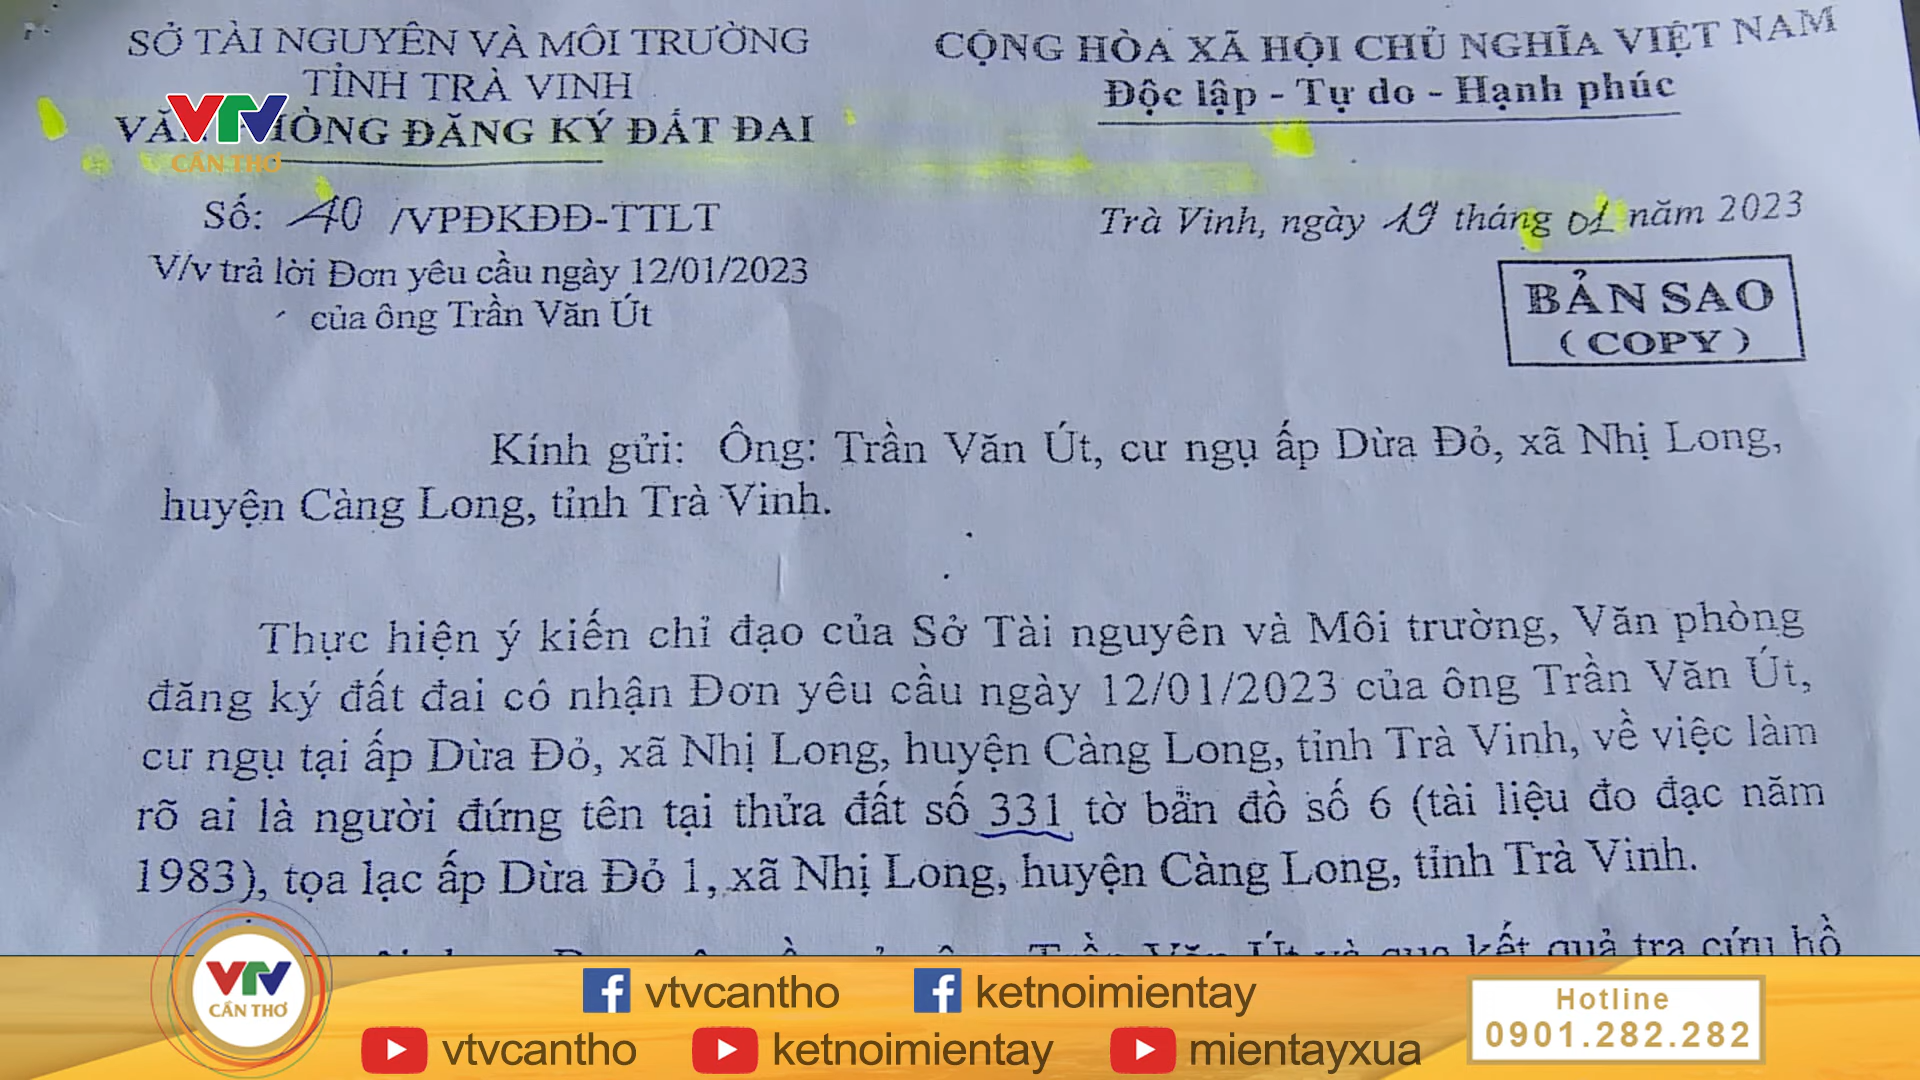 SỞ TÀI NGUYÊN VÀ MÔI TRƯỜNG
TỈNH TRÀ VINH
VĂN PHÒNG ĐĂNG KÝ ĐẤT ĐAI
CỘNG HÒA XÃ HỘI CHỦ NGHĨA VIỆT NAM
Độc lập - Tự do - Hạnh phúc
VTV
CẦN THƠ
Số: 40 /VPĐKĐĐ-TTLT
Trà Vinh, ngày 19 tháng 01 năm 2023
V/v trả lời Đơn yêu cầu ngày 12/01/2023
của ông Trần Văn Út
BẢN SAO
( COPY )
Kính gửi: Ông: Trần Văn Út, cư ngụ ấp Dừa Đỏ, xã Nhị Long,
huyện Càng Long, tỉnh Trà Vinh.
Thực hiện ý kiến chỉ đạo của Sở Tài nguyên và Môi trường, Văn phòng
đăng ký đất đai có nhận Đơn yêu cầu ngày 12/01/2023 của ông Trần Văn Út,
cư ngụ tại ấp Dừa Đỏ, xã Nhị Long, huyện Càng Long, tỉnh Trà Vinh, về việc làm
rõ ai là người đứng tên tại thửa đất số 331 tờ bản đồ số 6 (tài liệu đo đạc năm
1983), tọa lạc ấp Dừa Đỏ 1, xã Nhị Long, huyện Càng Long, tỉnh Trà Vinh.
Trần Văn Út và qua kết quả tra cứu hồ
VTV
CẦN THƠ
vtvcantho
ketnoimientay
vtvcantho
ketnoimientay
mientayxua
Hotline
0901.282.282